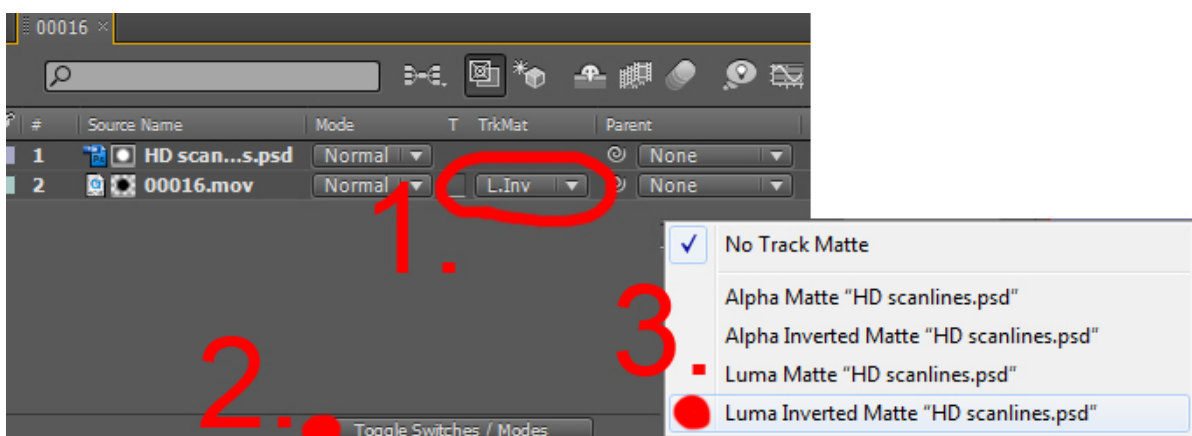 00016 ×
# Source Name Mode T TrkMat Parent
1 HD scan...s.psd Normal None
2 00016.mov Normal L.Inv None
1.
No Track Matte
Alpha Matte "HD scanlines.psd"
Alpha Inverted Matte "HD scanlines.psd"
3.
Luma Matte "HD scanlines.psd"
2.
Luma Inverted Matte "HD scanlines.psd"
Toggle Switches / Modes